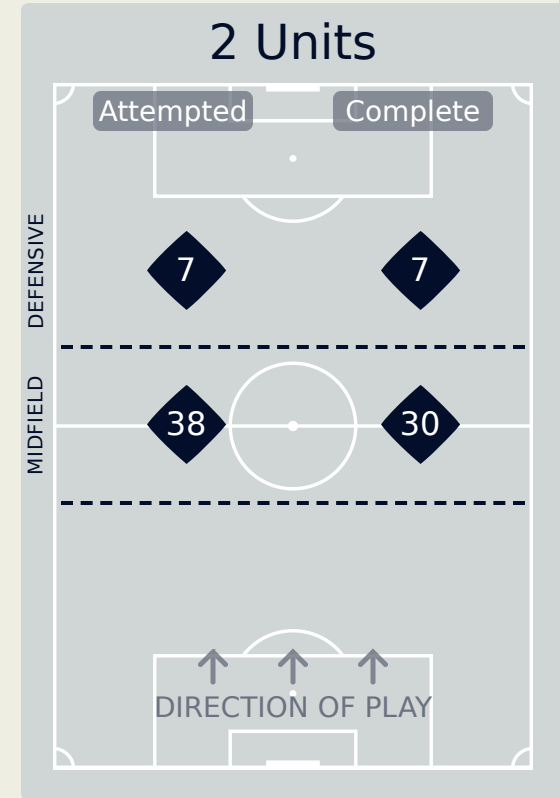 2 Units
Attempted Complete
DEFENSIVE
7 7
MIDFIELD
38 30
DIRECTION OF PLAY